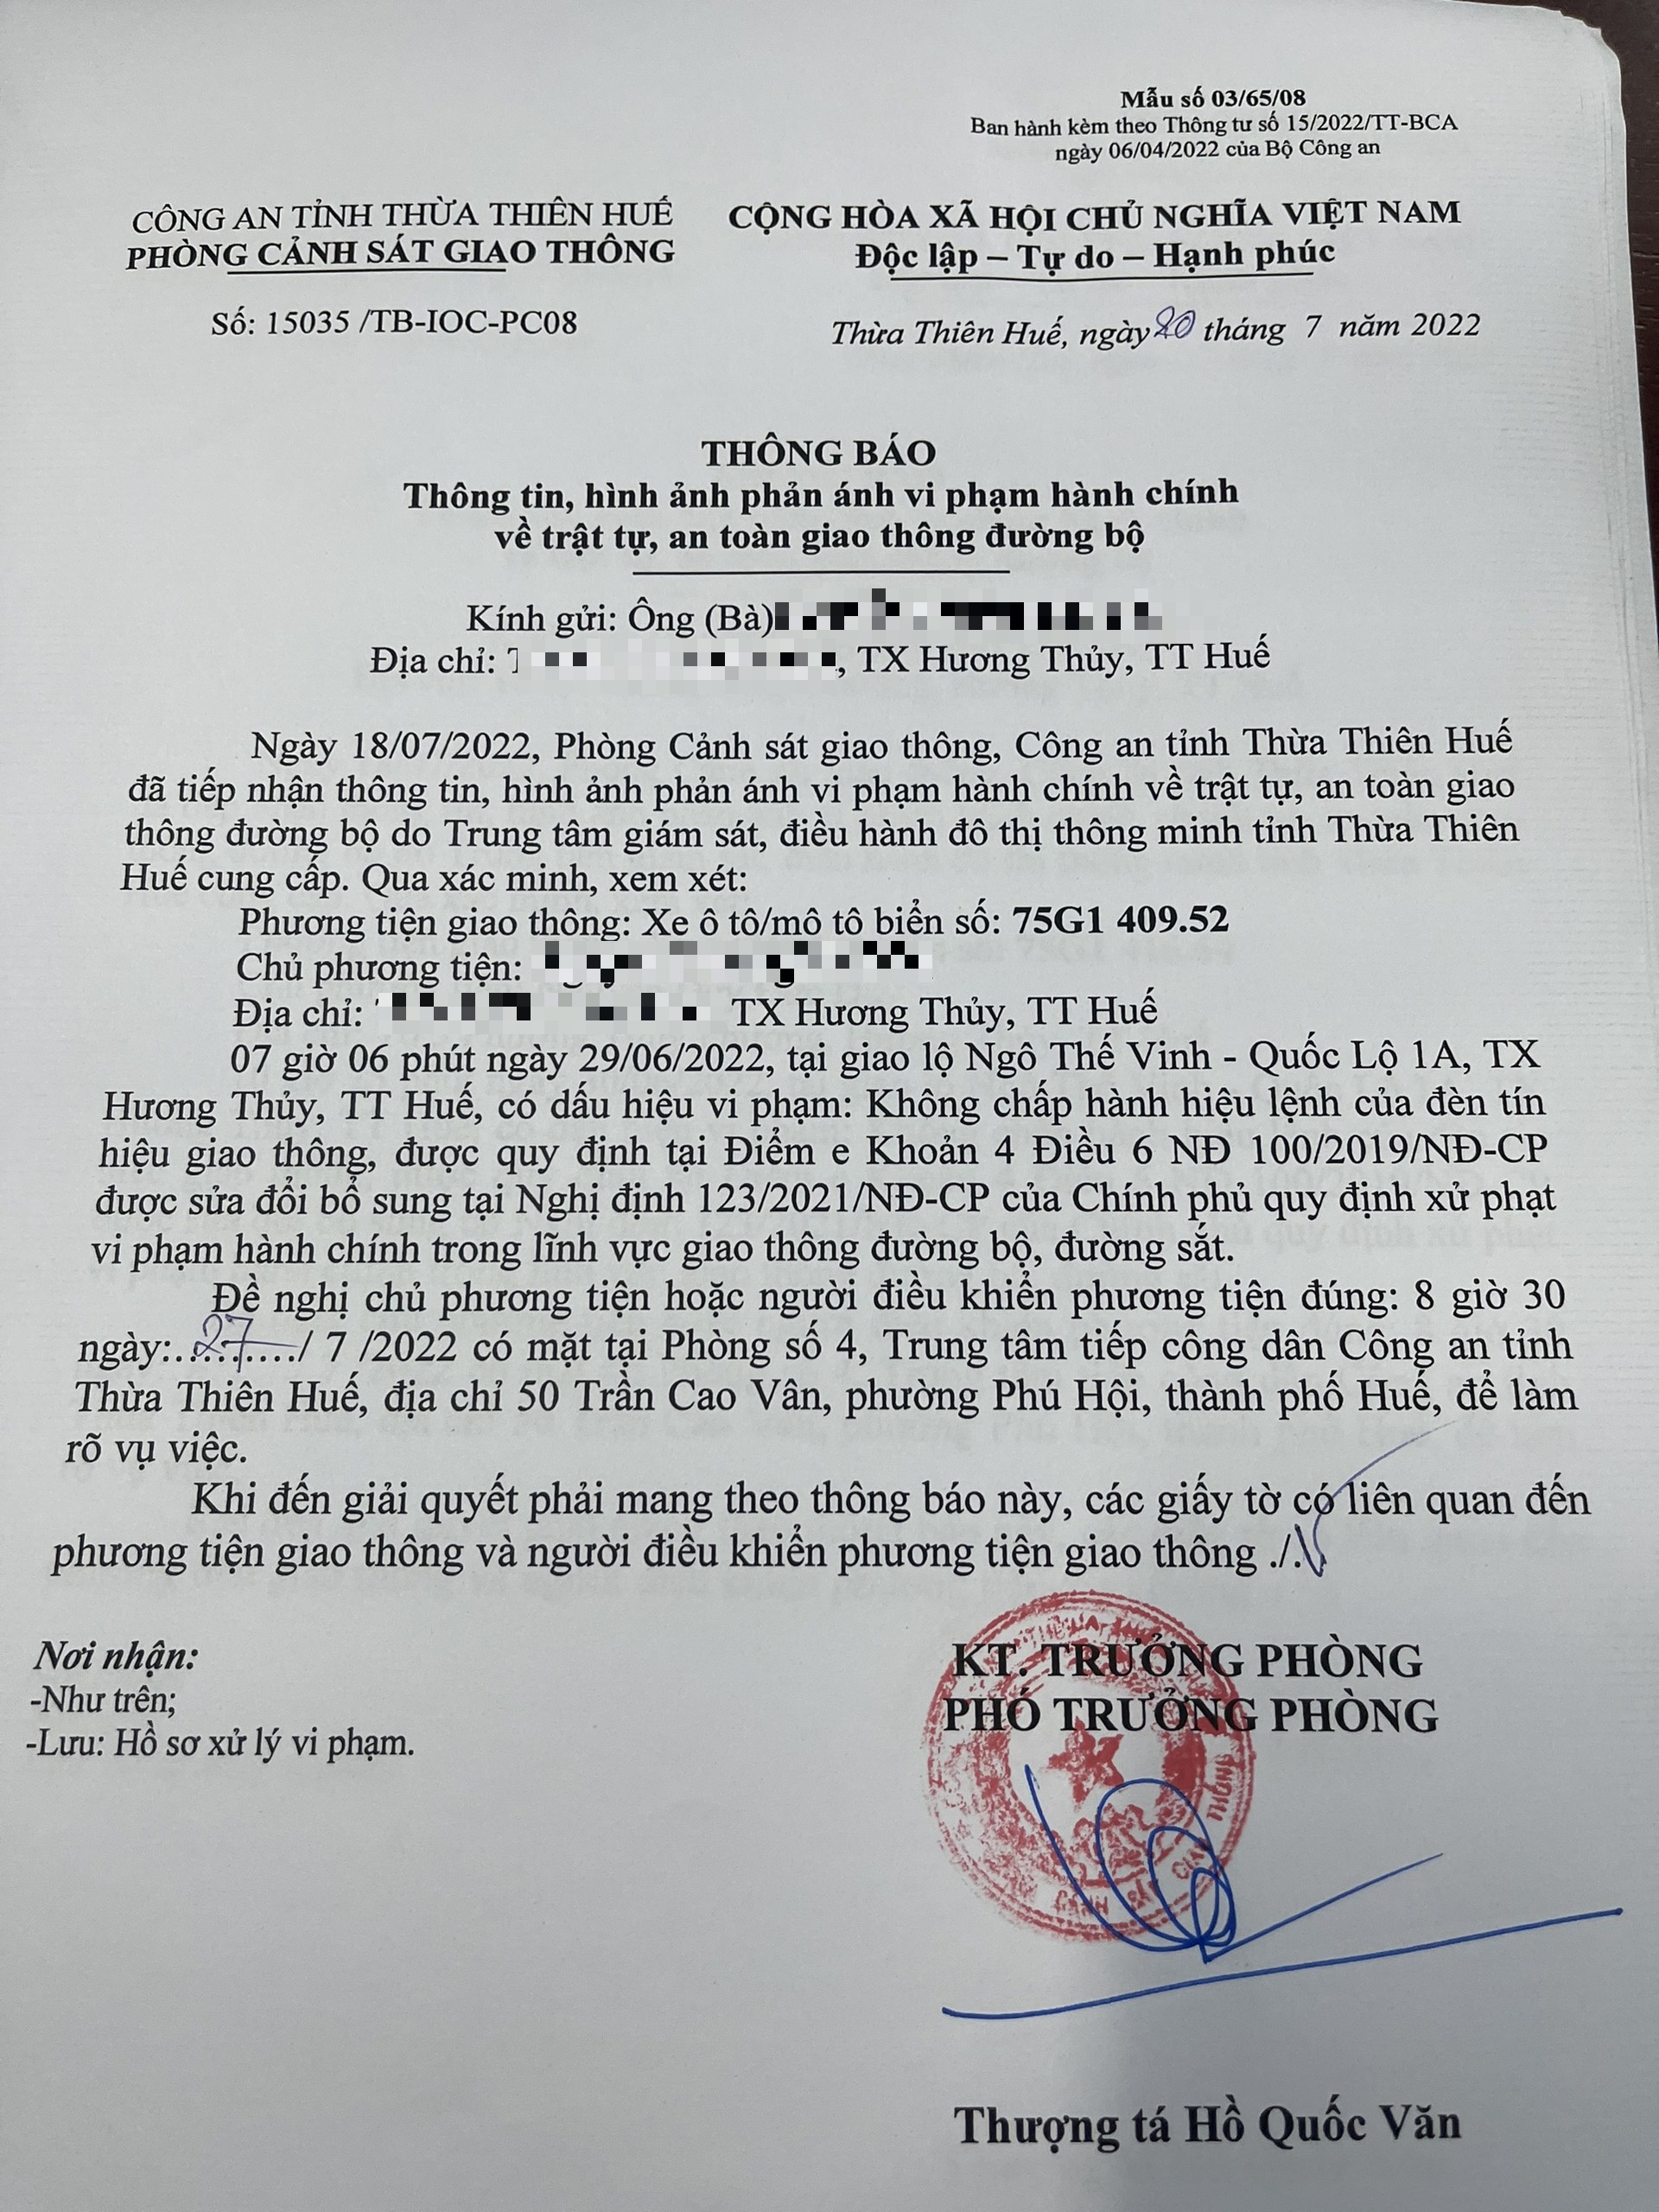 Mẫu số 03/65/08
Ban hành kèm theo Thông tư số 15/2022/TT-BCA
ngày 06/04/2022 của Bộ Công an
CÔNG AN TỈNH THỪA THIÊN HUẾ
PHÒNG CẢNH SÁT GIAO THÔNG
CỘNG HÒA XÃ HỘI CHỦ NGHĨA VIỆT NAM
Độc lập – Tự do – Hạnh phúc
Số: 15035 /TB-IOC-PC08
Thừa Thiên Huế, ngày 20 tháng 7 năm 2022
THÔNG BÁO
Thông tin, hình ảnh phản ánh vi phạm hành chính
về trật tự, an toàn giao thông đường bộ
Kính gửi: Ông (Bà)
Địa chỉ: , TX Hương Thủy, TT Huế
Ngày 18/07/2022, Phòng Cảnh sát giao thông, Công an tỉnh Thừa Thiên Huế
đã tiếp nhận thông tin, hình ảnh phản ánh vi phạm hành chính về trật tự, an toàn giao
thông đường bộ do Trung tâm giám sát, điều hành đô thị thông minh tỉnh Thừa Thiên
Huế cung cấp. Qua xác minh, xem xét:
Phương tiện giao thông: Xe ô tô/mô tô biển số: 75G1 409.52
Chủ phương tiện:
Địa chỉ: TX Hương Thủy, TT Huế
07 giờ 06 phút ngày 29/06/2022, tại giao lộ Ngô Thế Vinh - Quốc Lộ 1A, TX
Hương Thủy, TT Huế, có dấu hiệu vi phạm: Không chấp hành hiệu lệnh của đèn tín
hiệu giao thông, được quy định tại Điểm e Khoản 4 Điều 6 NĐ 100/2019/NĐ-CP
được sửa đổi bổ sung tại Nghị định 123/2021/NĐ-CP của Chính phủ quy định xử phạt
vi phạm hành chính trong lĩnh vực giao thông đường bộ, đường sắt.
Đề nghị chủ phương tiện hoặc người điều khiển phương tiện đúng: 8 giờ 30
ngày:..27../ 7 /2022 có mặt tại Phòng số 4, Trung tâm tiếp công dân Công an tỉnh
Thừa Thiên Huế, địa chỉ 50 Trần Cao Vân, phường Phú Hội, thành phố Huế, để làm
rõ vụ việc.
Khi đến giải quyết phải mang theo thông báo này, các giấy tờ có liên quan đến
phương tiện giao thông và người điều khiển phương tiện giao thông ./.
Nơi nhận:
-Như trên;
-Lưu: Hồ sơ xử lý vi phạm.
KT. TRƯỞNG PHÒNG
PHÓ TRƯỞNG PHÒNG
CẢNH SÁT GIAO THÔNG
Thượng tá Hồ Quốc Văn